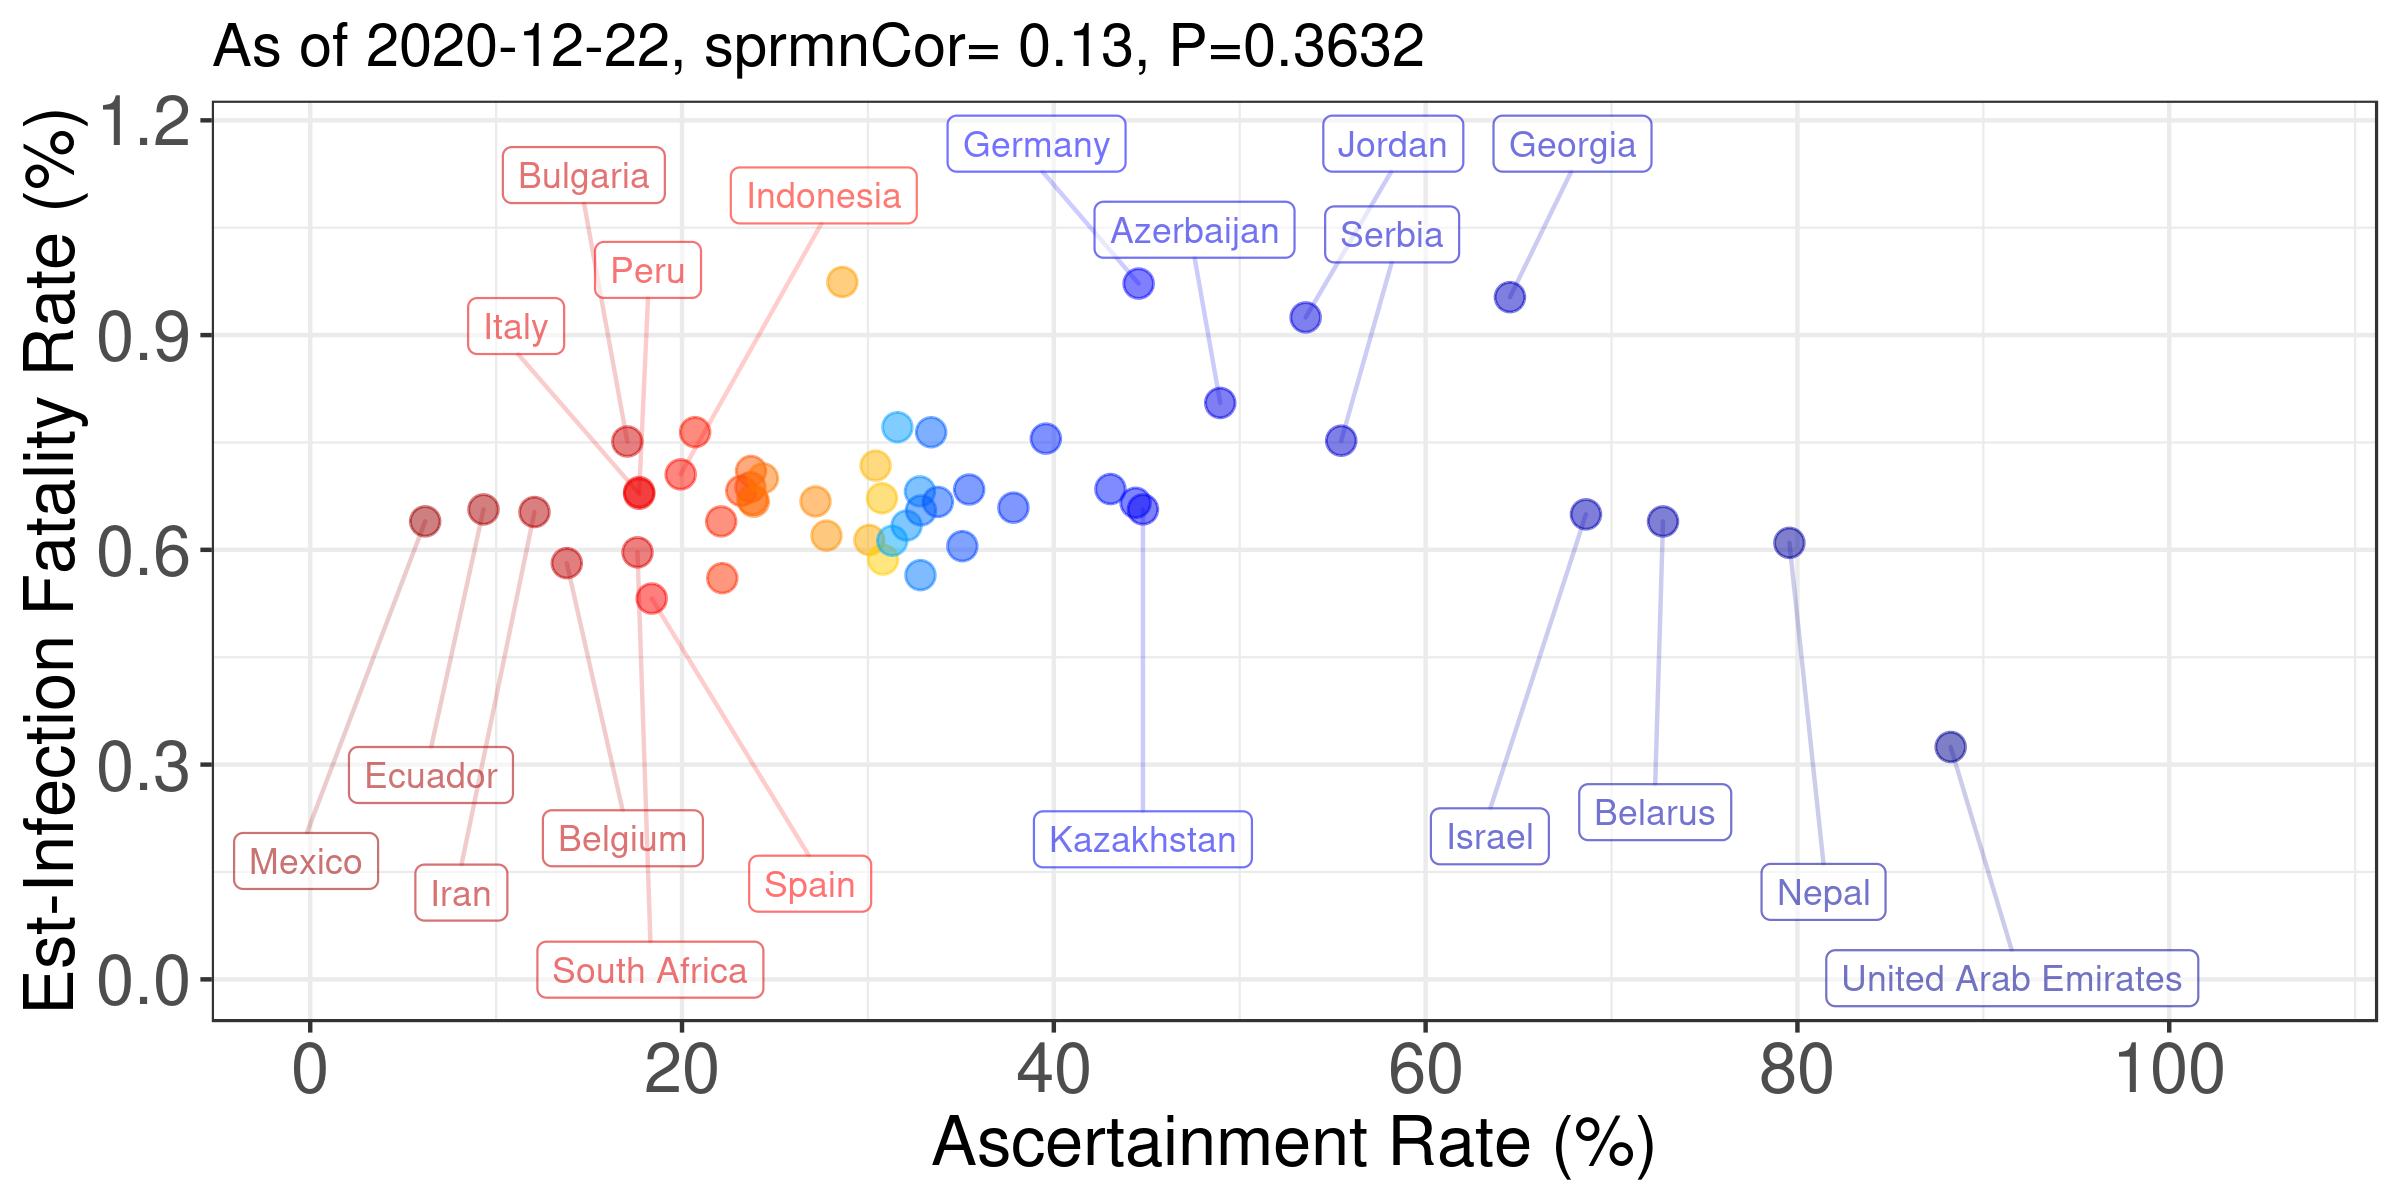 As of 2020-12-22, sprmnCor= 0.13, P=0.3632
Est-Infection Fatality Rate (%)
1.2
0.9
0.6
0.3
0.0
Germany
Jordan
Georgia
Bulgaria
Indonesia
Azerbaijan
Serbia
Peru
Italy
Ecuador
Mexico
Iran
Belgium
Spain
South Africa
Kazakhstan
Israel
Belarus
Nepal
United Arab Emirates
0 20 40 60 80 100
Ascertainment Rate (%)